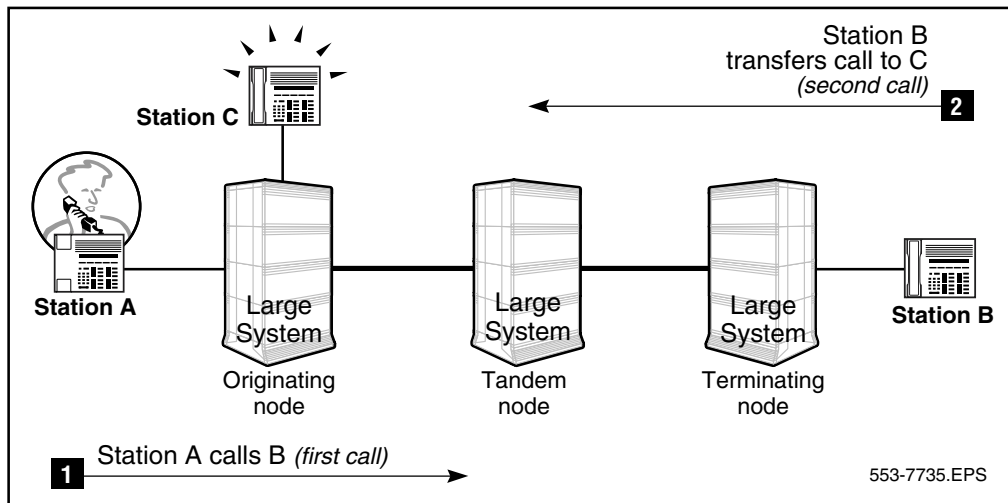 Station B
transfers call to C
(second call)
2
Station C
Station A
Large
System
Large
System
Large
System
Station B
Originating
node
Tandem
node
Terminating
node
1
Station A calls B (first call)
553-7735.EPS